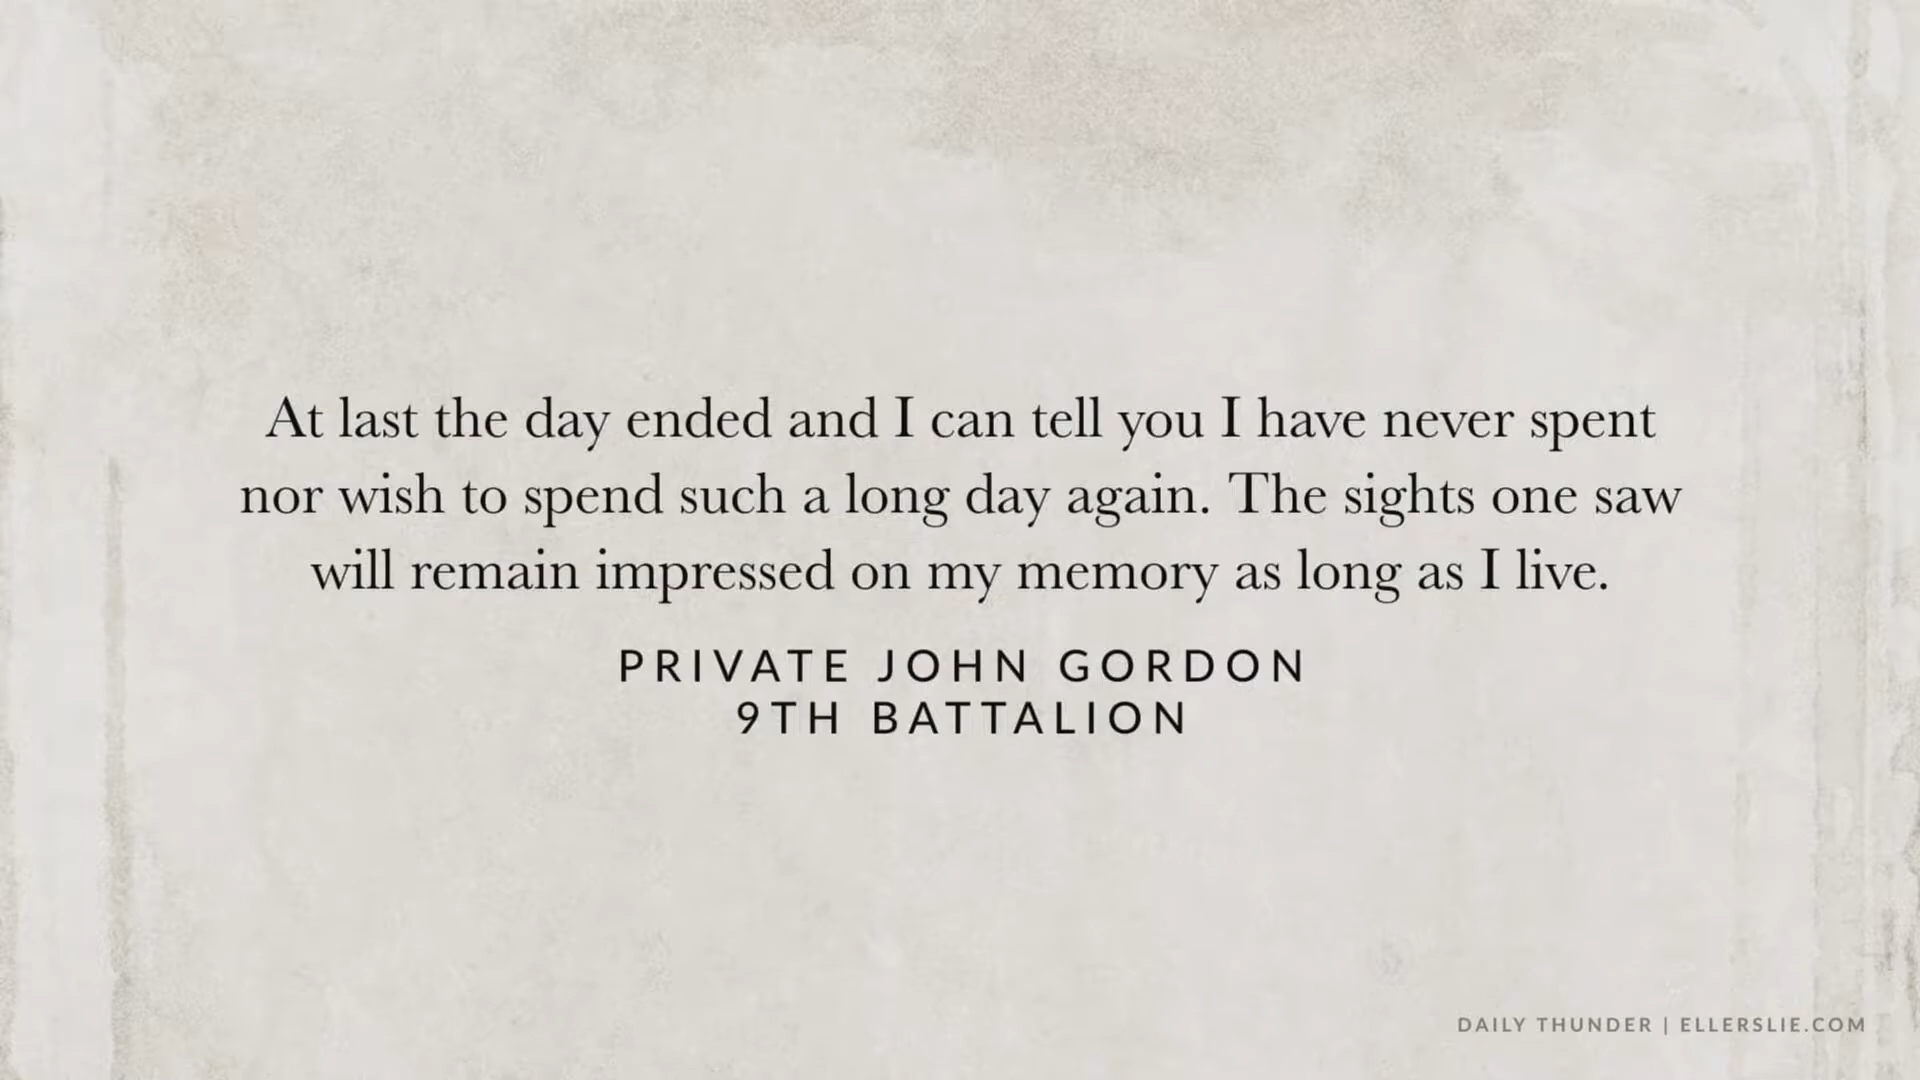 At last the day ended and I can tell you I have never spent
nor wish to spend such a long day again. The sights one saw
will remain impressed on my memory as long as I live.
PRIVATE JOHN GORDON
9TH BATTALION
DAILY THUNDER | ELLERSLIE.COM